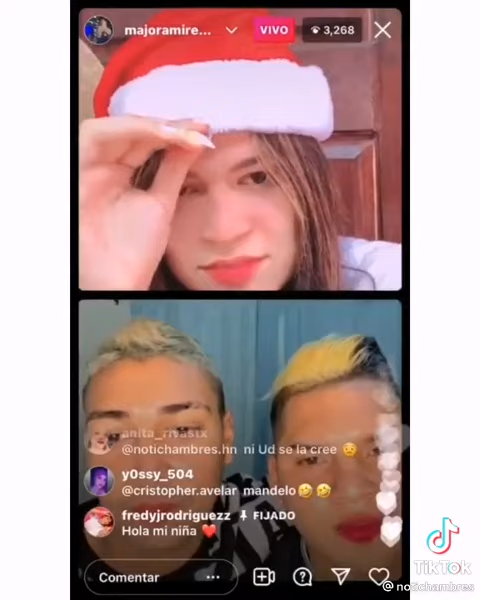 majoramire...
VIVO
3,268
anita_rivastx
@notichambres.hn ni Ud se la cree 😔
y0ssy_504
@cristopher.avelar mandelo🤣🤣
fredyjrodriguezz 📌 FIJADO
Hola mi niña ❤️
Comentar
TikTok
@notichambres